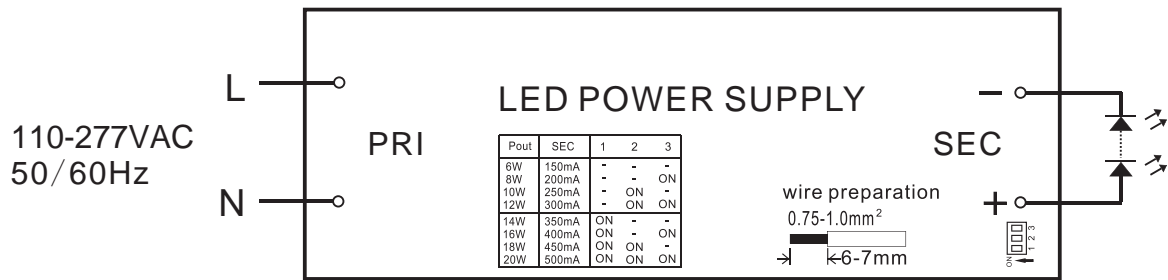 LED POWER SUPPLY
L
110-277VAC
50/60Hz
N
PRI
Pout SEC 1 2 3
6W 150mA - - -
8W 200mA - - ON
10W 250mA - ON -
12W 300mA - ON ON
14W 350mA ON - -
16W 400mA ON - ON
18W 450mA ON ON -
20W 500mA ON ON ON
-
SEC
+
wire preparation
0.75-1.0mm²
6-7mm
1 2 3
ON